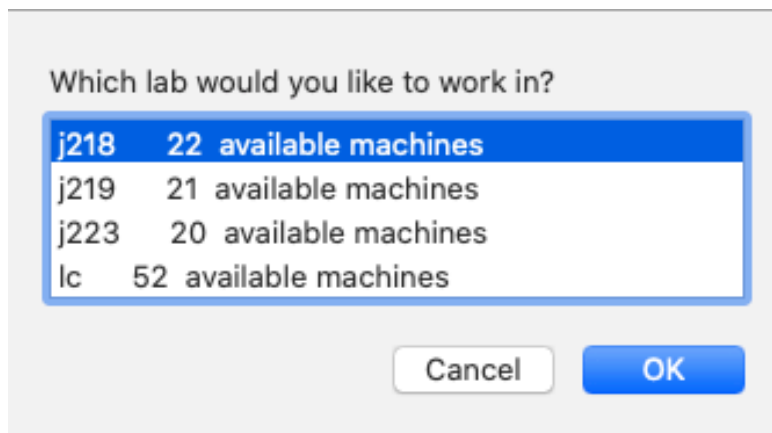 Which lab would you like to work in?
j218 22 available machines
j219 21 available machines
j223 20 available machines
lc 52 available machines
Cancel OK